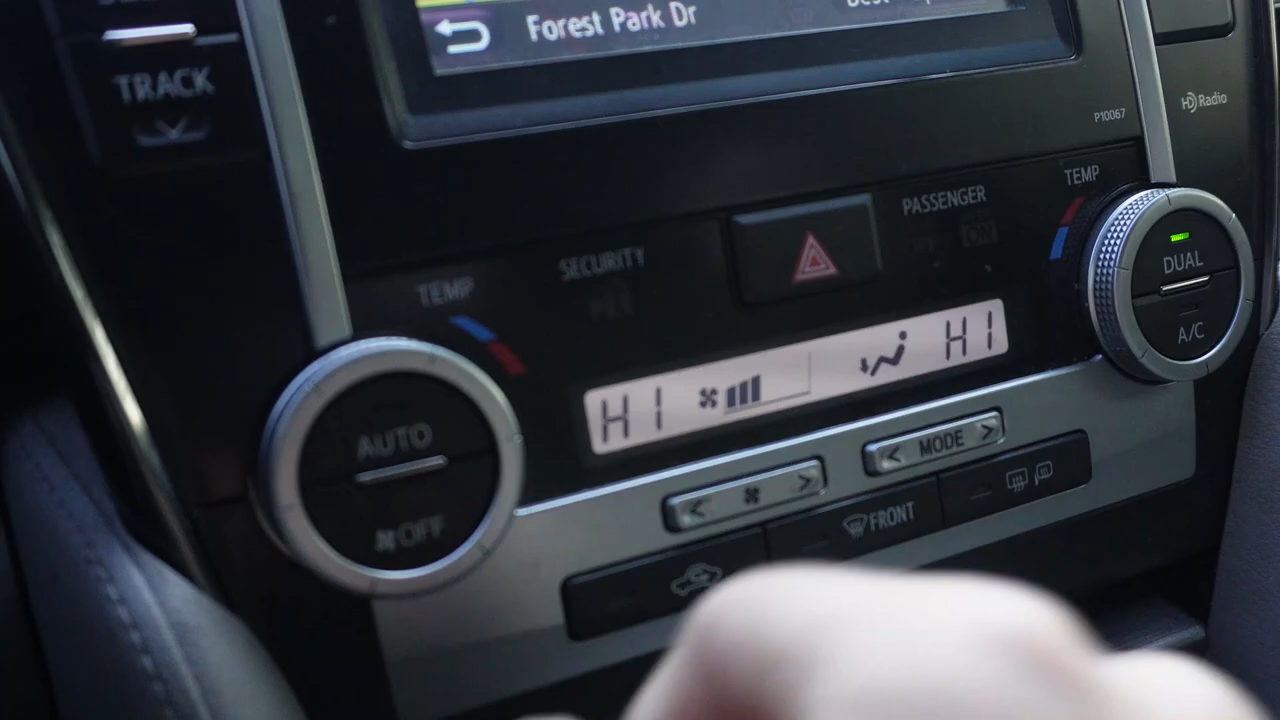 TRACK
Forest Park Dr
HD Radio
P10067
TEMP
PASSENGER
SECURITY
TEMP
DUAL
A/C
HI
HI
AUTO
OFF
MODE
FRONT